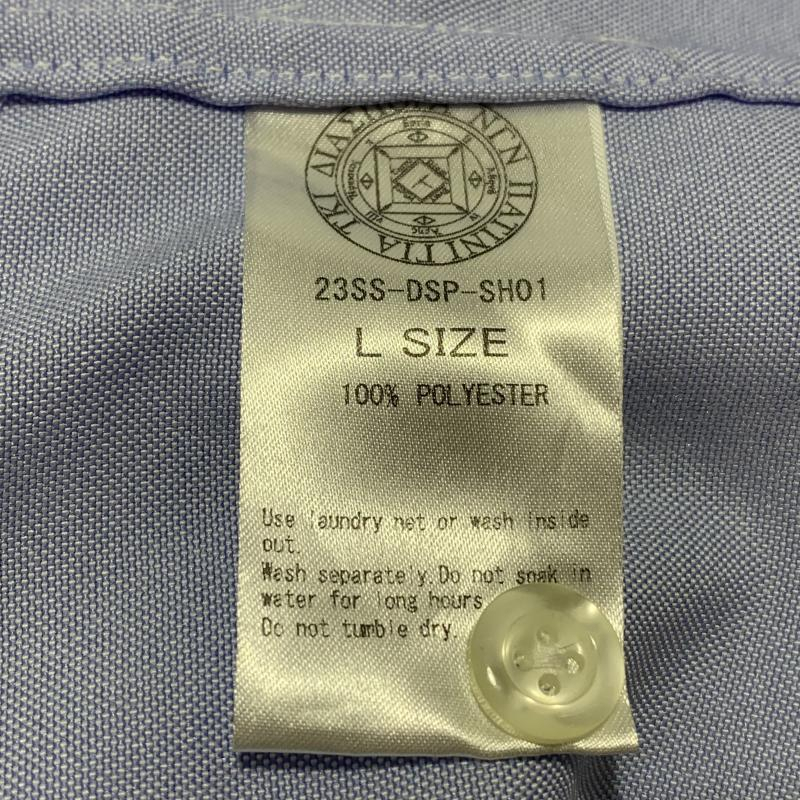 23SS-DSP-SH01
L SIZE
100% POLYESTER
Use laundry net or wash inside
out.
Wash separately. Do not soak in
water for long hours
Do not tumble dry.